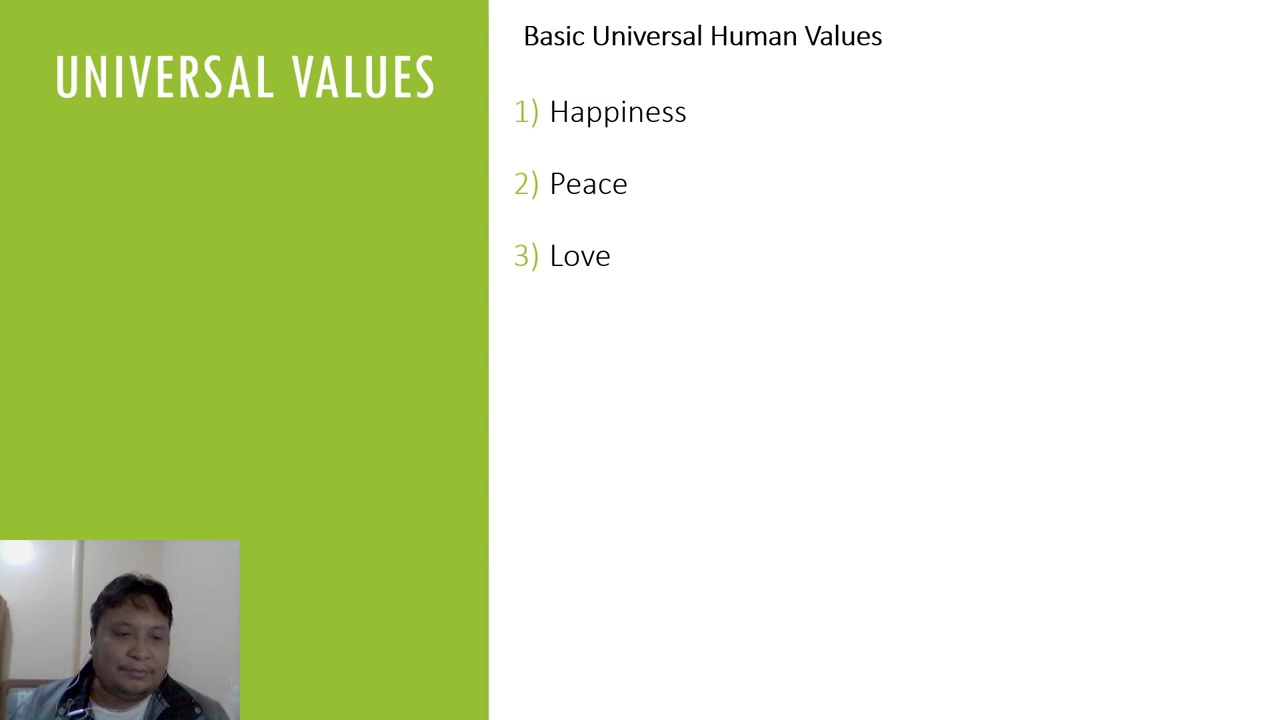 UNIVERSAL VALUES
Basic Universal Human Values
1) Happiness
2) Peace
3) Love